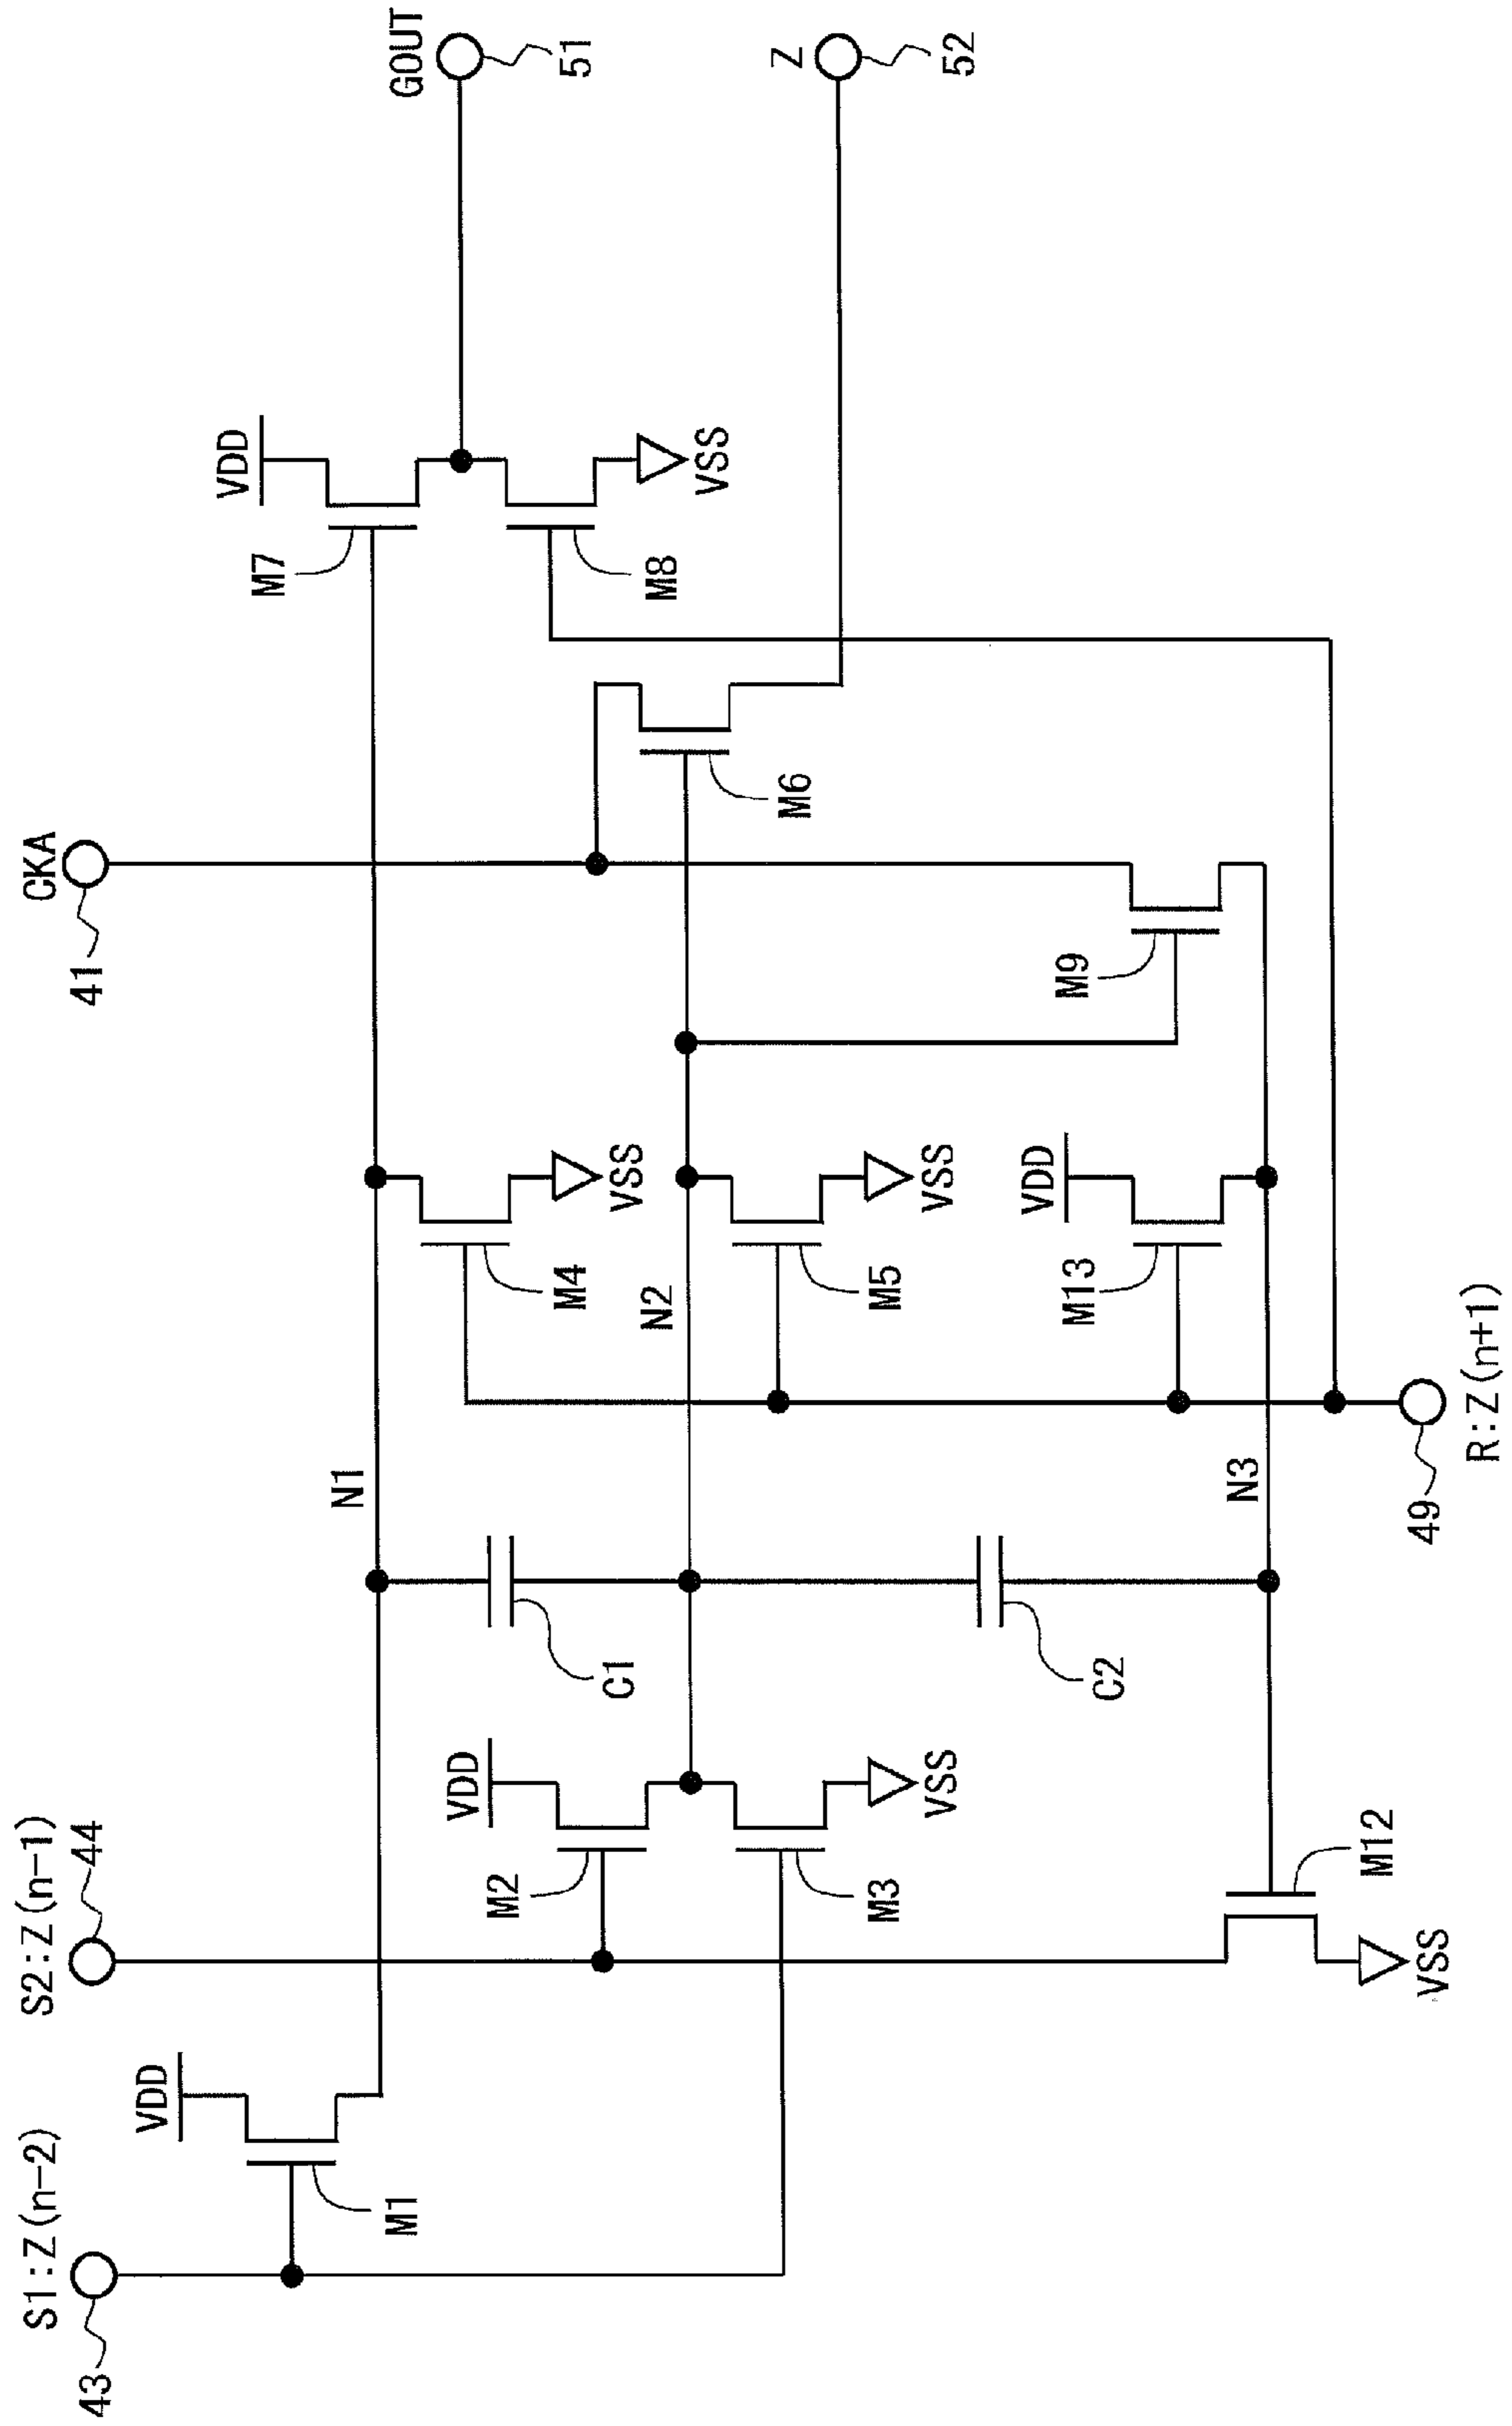 S1:Z(n-2)
43
S2:Z(n-1)
44
CKA
41
GOUT
51
Z
52
VDD
M1
VDD
M2
M3
VSS
M12
VSS
N1
C1
N2
C2
N3
M4
VSS
M5
VSS
VDD
M13
M9
M6
VDD
M7
M8
VSS
49
R:Z(n+1)